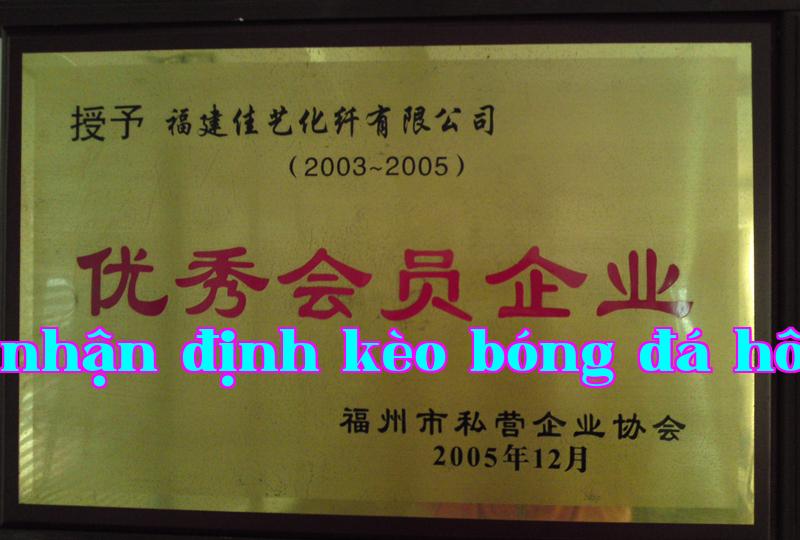 授予 福建佳艺化纤有限公司
（2003~2005）
优秀会员企业
nhận định kèo bóng đá hô
福州市私营企业协会
2005年12月